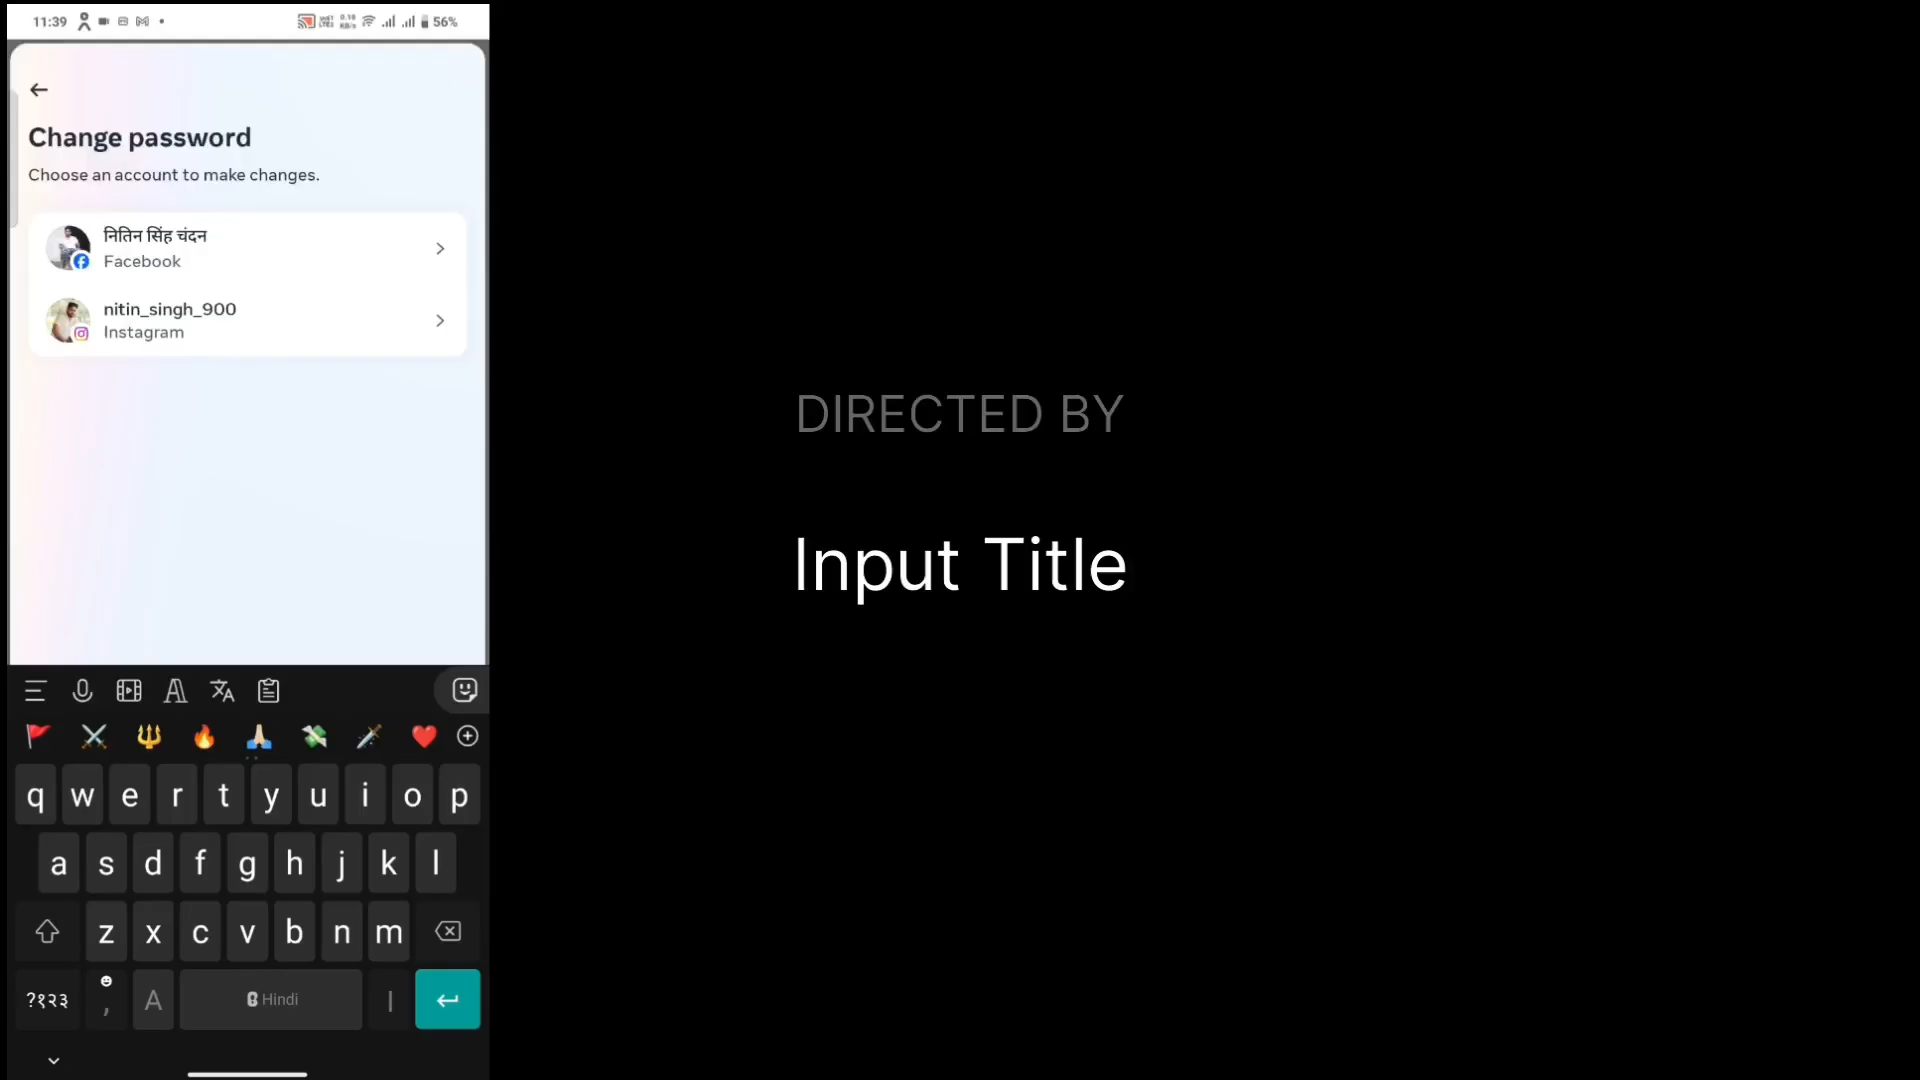 11:39
56%
Change password
Choose an account to make changes.
नितिन सिंह चंदन
Facebook
nitin_singh_900
Instagram
DIRECTED BY
Input Title
q w e r t y u i o p
a s d f g h j k l
z x c v b n m
?१२३ , A Hindi |